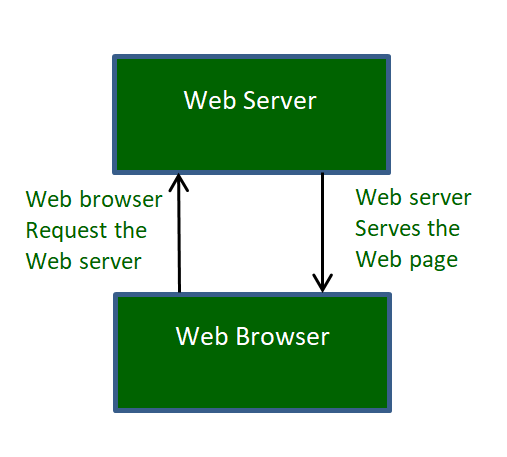 Web Server
Web browser
Request the
Web server
Web server
Serves the
Web page
Web Browser